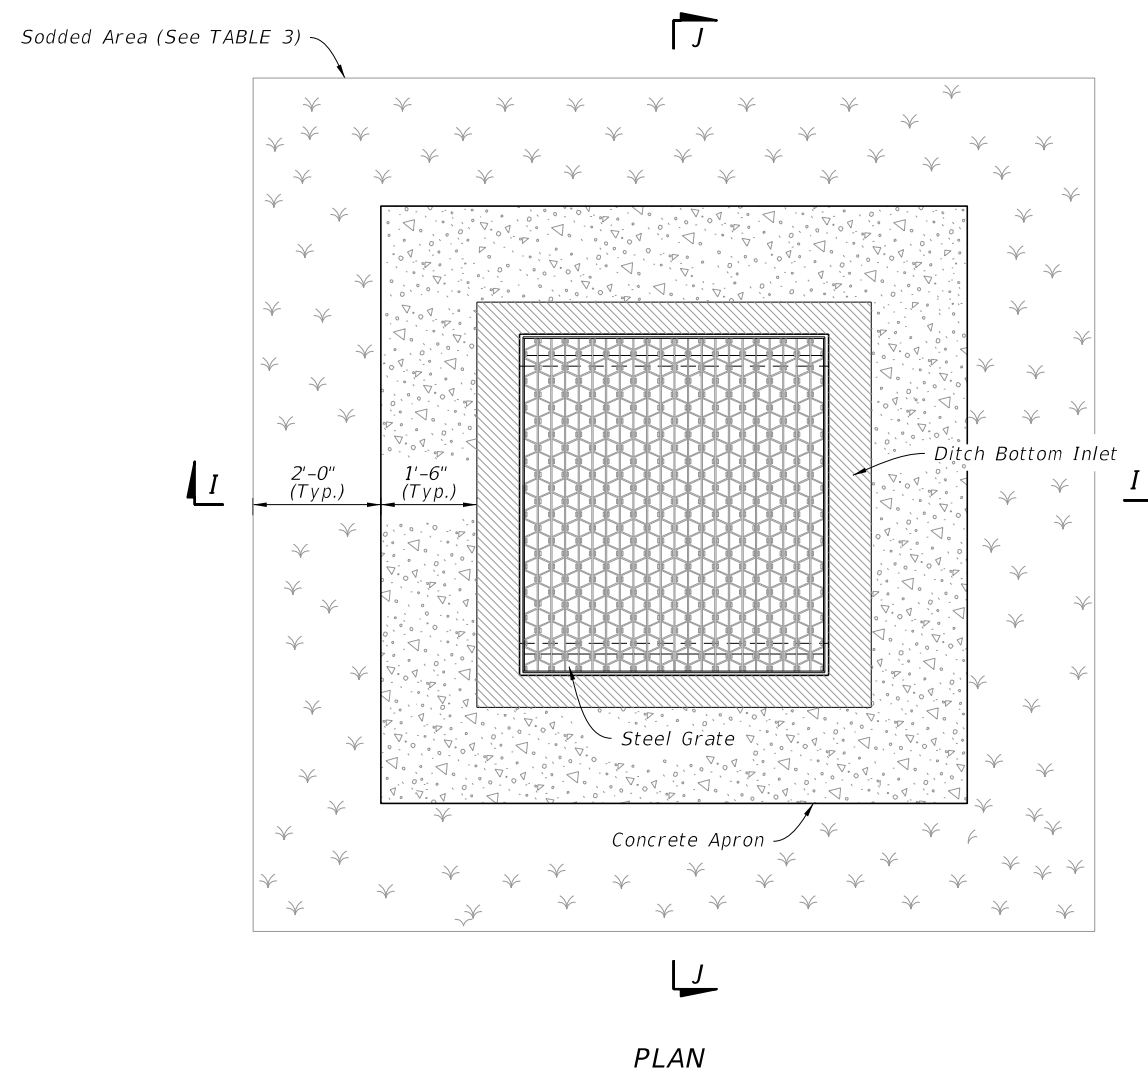 J
Sodded Area (See TABLE 3)
Ditch Bottom Inlet
2'-0"
(Typ.)
1'-6"
(Typ.)
I
I
Steel Grate
Concrete Apron
J
PLAN